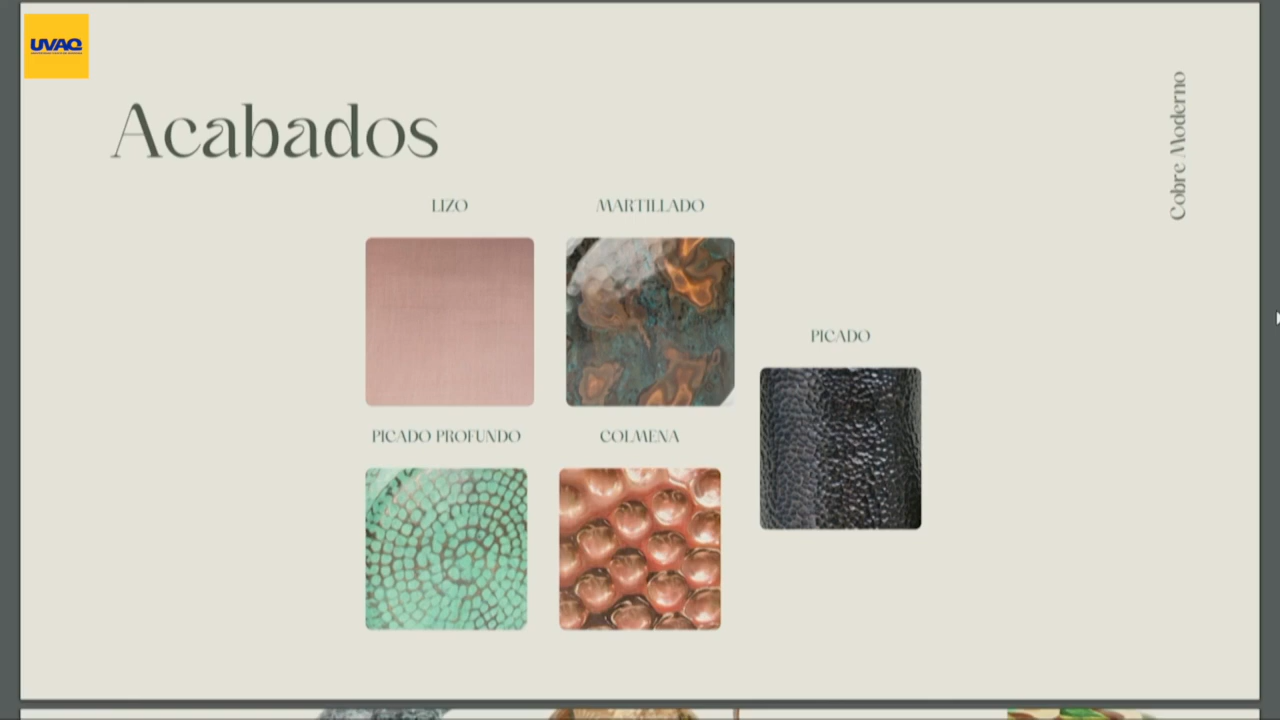 UVAQ
Acabados
Cobre Moderno
LIZO
MARTILLADO
PICADO
PICADO PROFUNDO
COLMENA